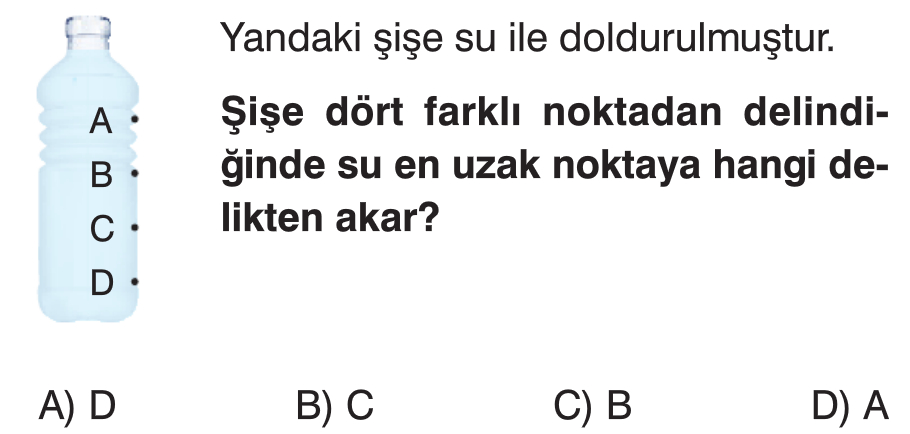 Yandaki şişe su ile doldurulmuştur.
Şişe dört farklı noktadan delindi-
ğinde su en uzak noktaya hangi de-
likten akar?
A
B
C
D
A) D B) C C) B D) A